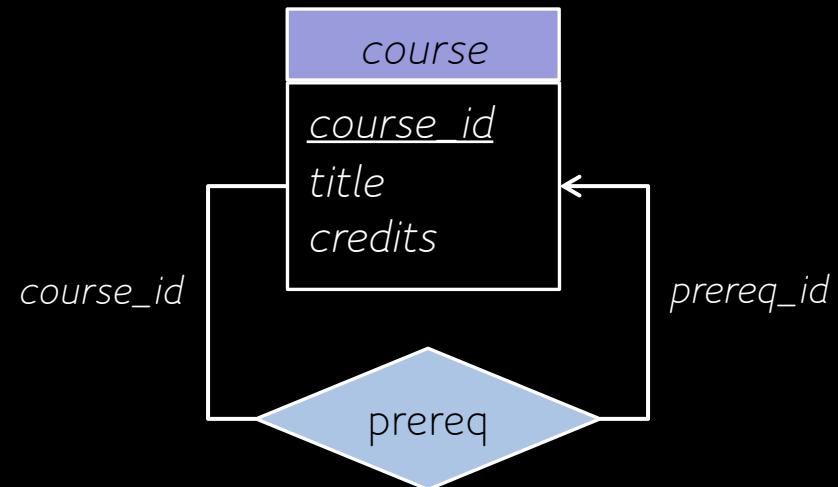 course
course_id
title
credits
course_id
prereq_id
prereq